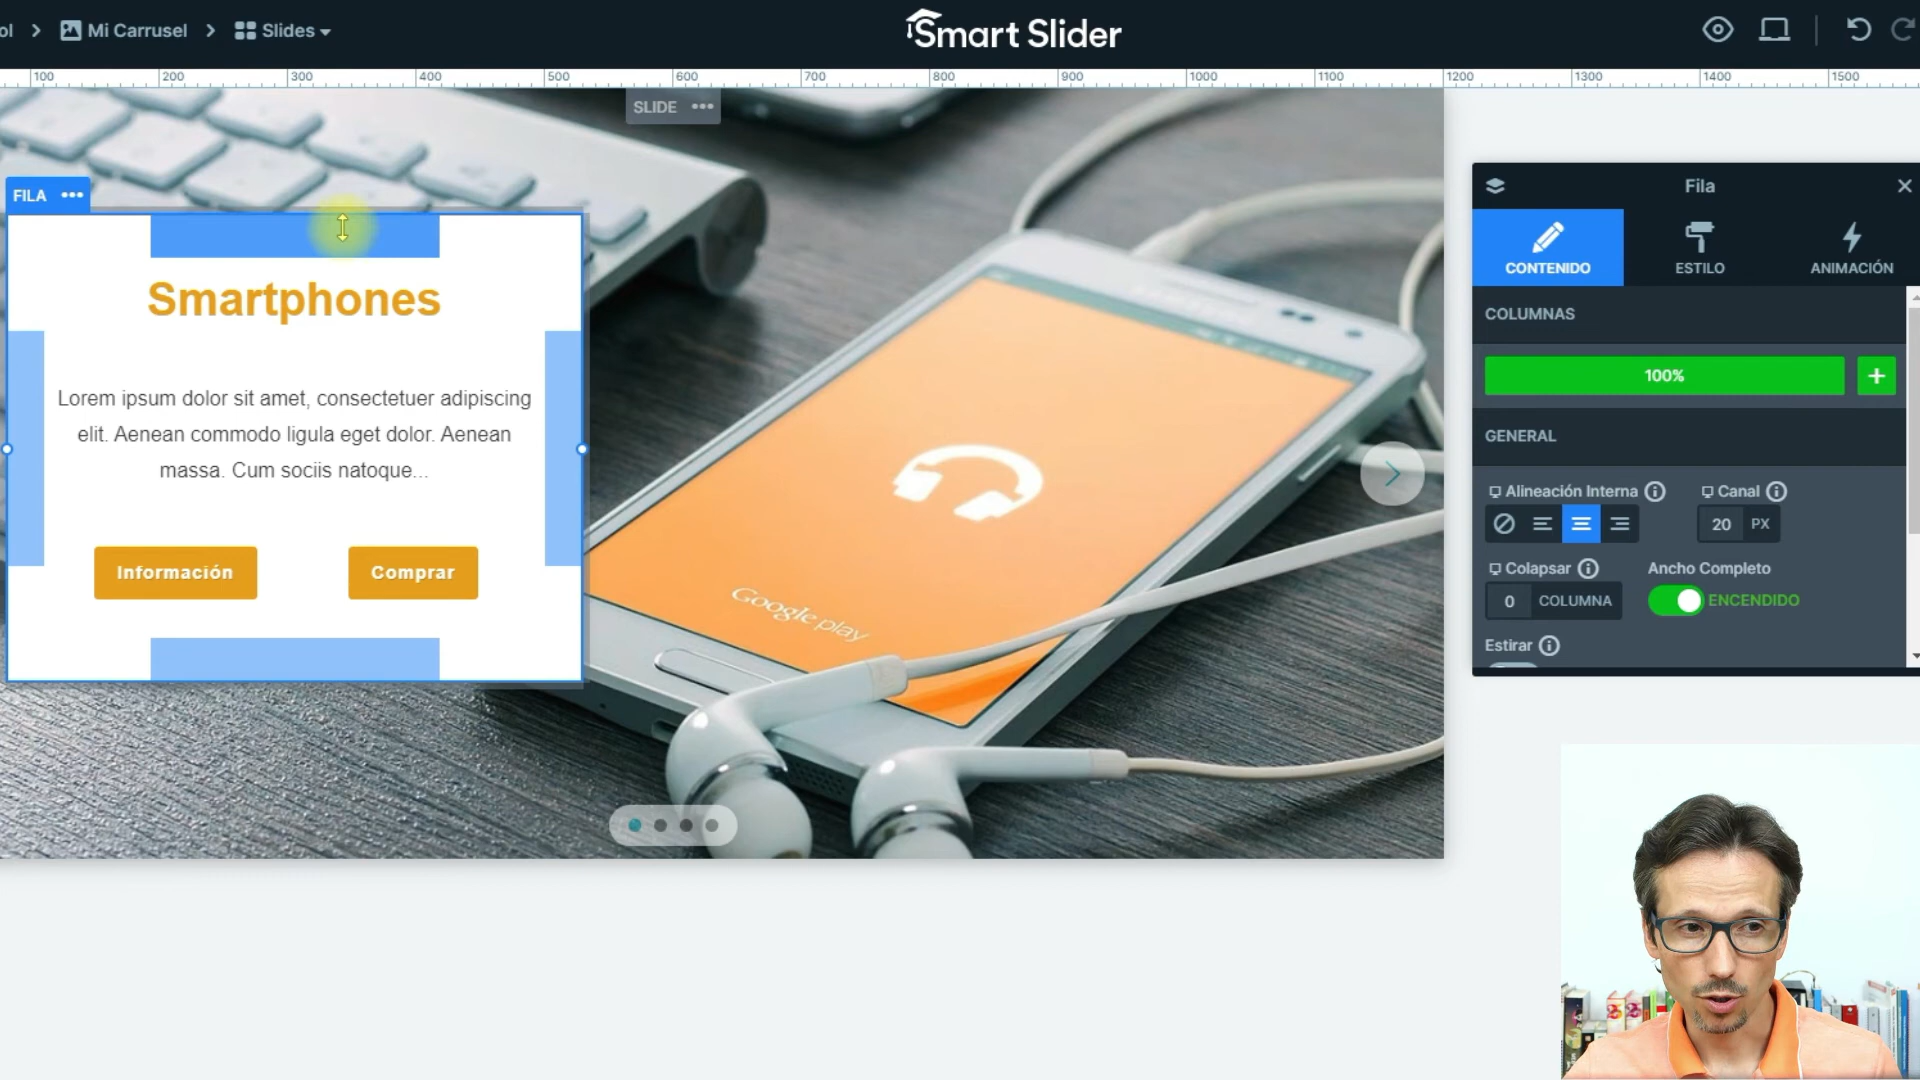 ol > Mi Carrusel > Slides
Smart Slider
100 200 300 400 500 600 700 800 900 1000 1100 1200 1300 1400 1500
SLIDE
FILA
Smartphones
Lorem ipsum dolor sit amet, consectetuer adipiscing
elit. Aenean commodo ligula eget dolor. Aenean
massa. Cum sociis natoque...
Información
Comprar
Google play
Fila
CONTENIDO
ESTILO
ANIMACIÓN
COLUMNAS
100%
+
GENERAL
Alineación Interna
Canal
20 PX
Colapsar
Ancho Completo
0 COLUMNA
ENCENDIDO
Estirar